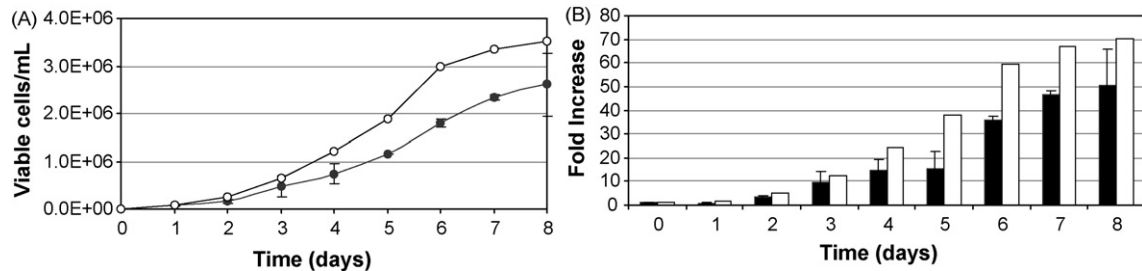 (A)
Viable cells/mL
4.0E+06
3.0E+06
2.0E+06
1.0E+06
0.0E+00
0 1 2 3 4 5 6 7 8
Time (days)
(B)
Fold Increase
80
70
60
50
40
30
20
10
0
0 1 2 3 4 5 6 7 8
Time (days)